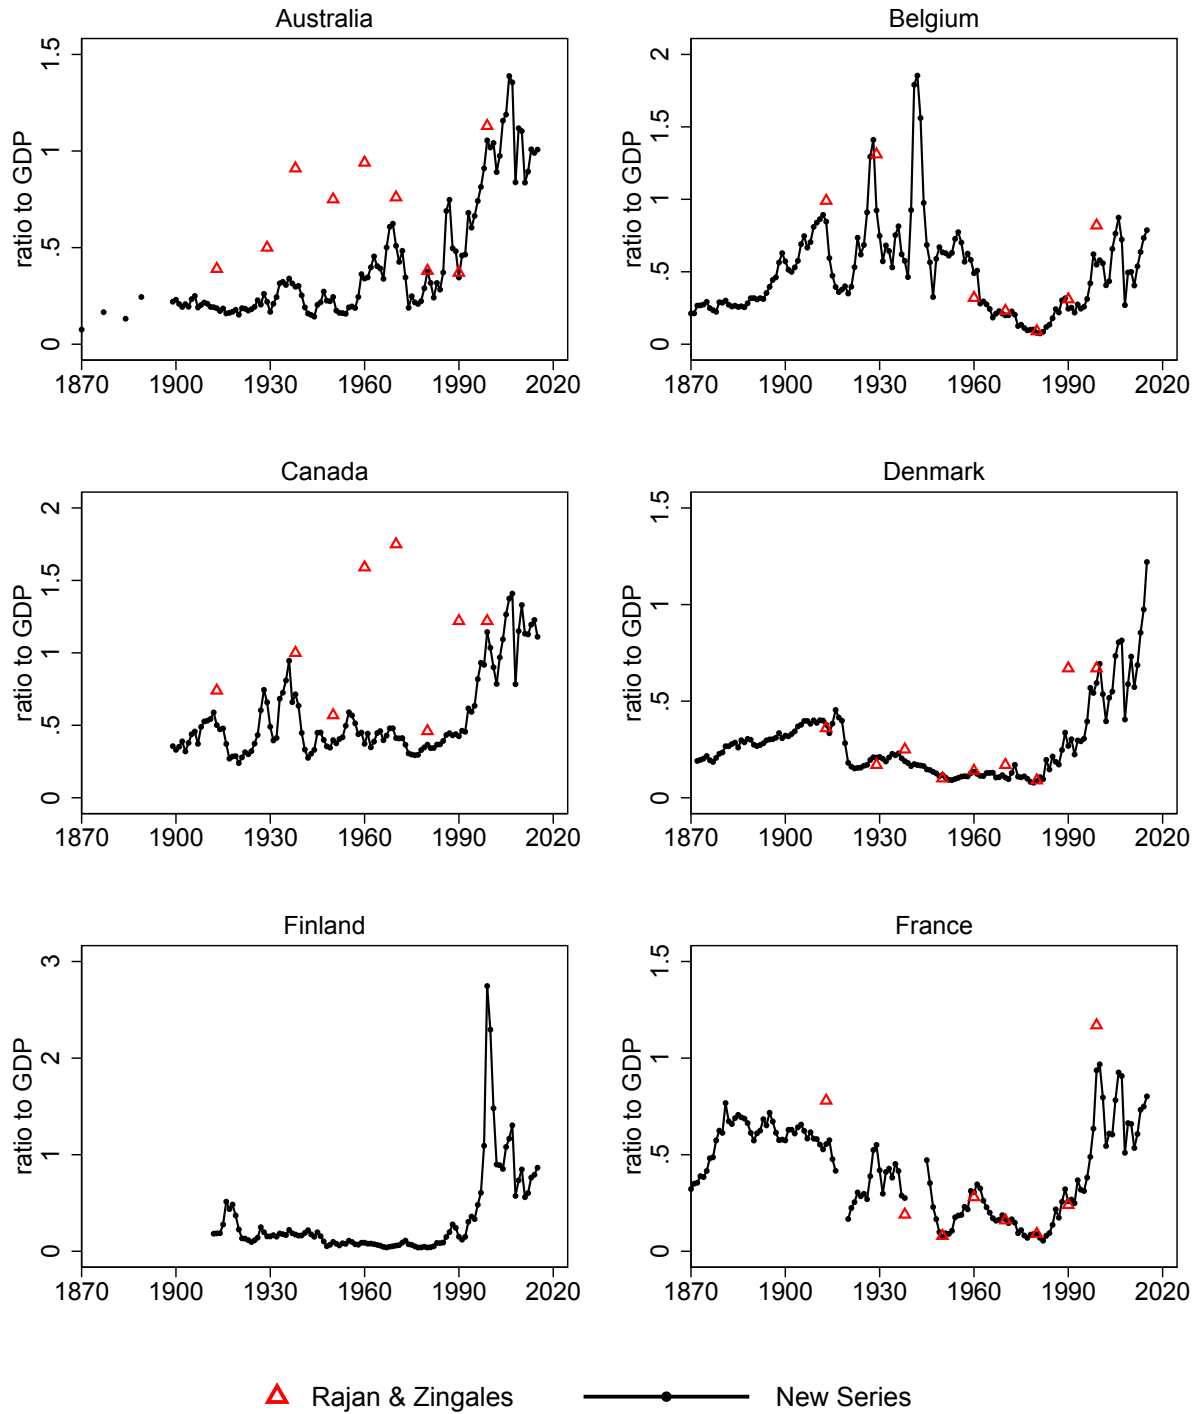 Australia
ratio to GDP
0 .5 1 1.5
1870 1900 1930 1960 1990 2020
Belgium
ratio to GDP
0 .5 1 1.5 2
1870 1900 1930 1960 1990 2020
Canada
ratio to GDP
0 .5 1 1.5 2
1870 1900 1930 1960 1990 2020
Denmark
ratio to GDP
0 .5 1 1.5
1870 1900 1930 1960 1990 2020
Finland
ratio to GDP
0 1 2 3
1870 1900 1930 1960 1990 2020
France
ratio to GDP
0 .5 1 1.5
1870 1900 1930 1960 1990 2020
Rajan & Zingales New Series